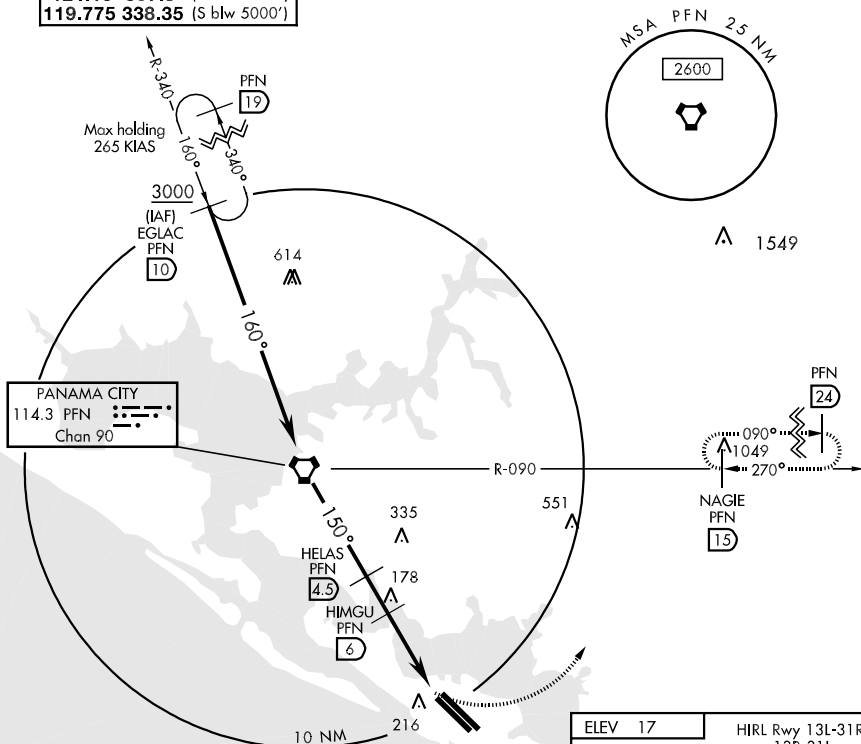 119.775 338.35 (S blw 5000')
MSA PFN 25 NM
2600
R-340
PFN
19
Max holding
265 KIAS
160°
340°
3000
(IAF)
EGLAC
PFN
10
614
1549
160°
PANAMA CITY
114.3 PFN
Chan 90
R-090
PFN
24
090°
1049
270°
NAGIE
PFN
15
150°
335
551
HELAS
PFN
4.5
178
HIMGU
PFN
6
216
10 NM
ELEV 17
HIRL Rwy 13L-31R